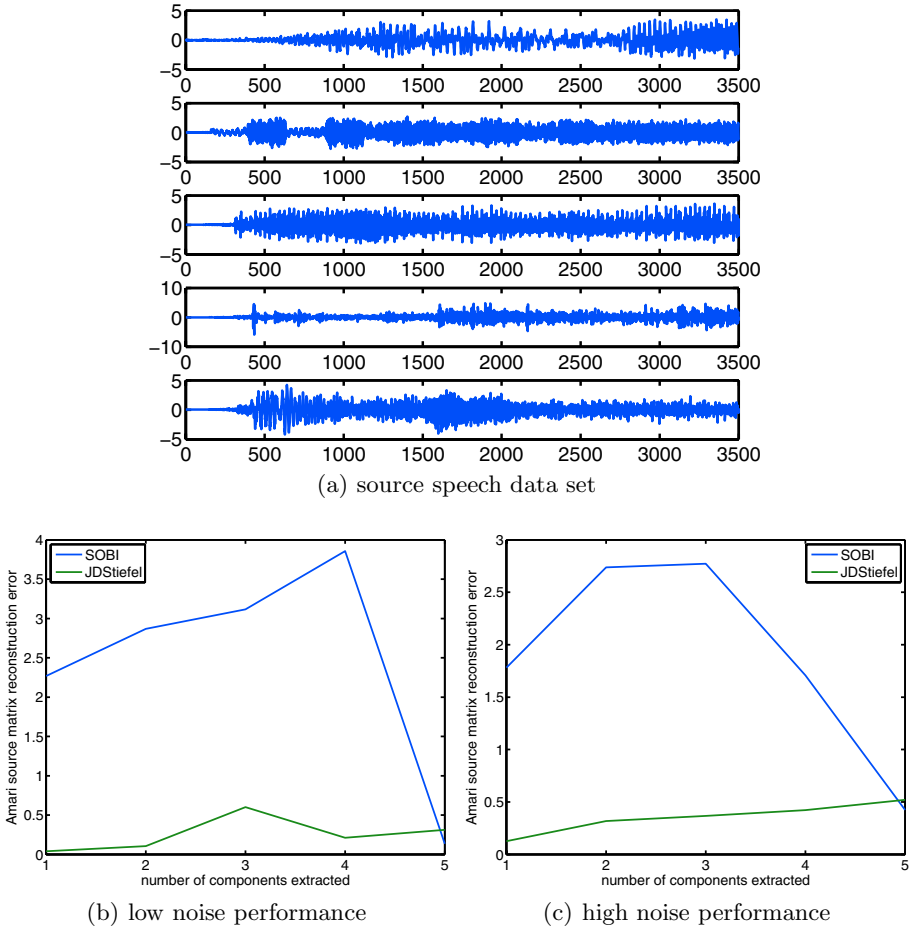 5
0
−5
0 500 1000 1500 2000 2500 3000 3500
5
0
−5
0 500 1000 1500 2000 2500 3000 3500
5
0
−5
0 500 1000 1500 2000 2500 3000 3500
10
0
−10
0 500 1000 1500 2000 2500 3000 3500
5
0
−5
0 500 1000 1500 2000 2500 3000 3500
(a) source speech data set
Amari source matrix reconstruction error
4
3.5
3
2.5
2
1.5
1
0.5
0
SOBI
JDStiefel
1 2 3 4 5
number of components extracted
(b) low noise performance
Amari source matrix reconstruction error
3
2.5
2
1.5
1
0.5
0
SOBI
JDStiefel
1 2 3 4 5
number of components extracted
(c) high noise performance